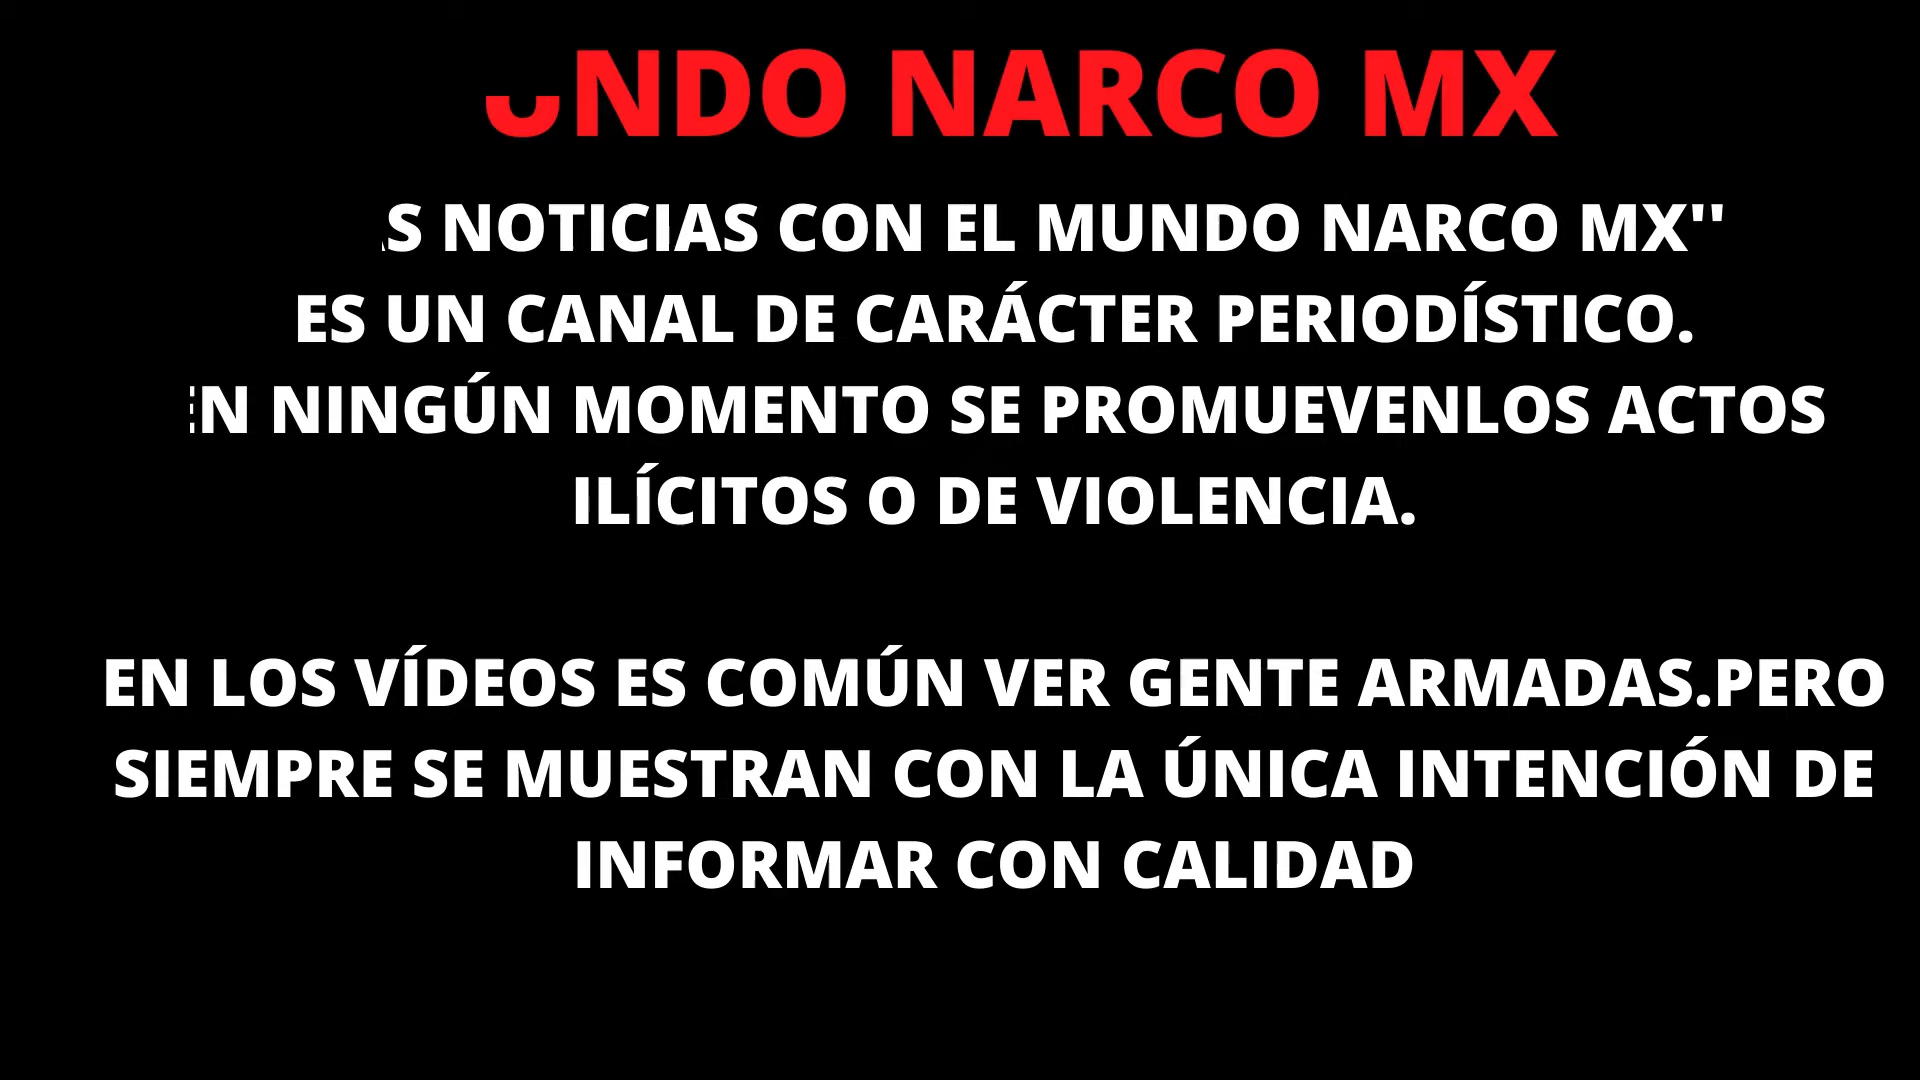 NDO NARCO MX
S NOTICIAS CON EL MUNDO NARCO MX"
ES UN CANAL DE CARÁCTER PERIODÍSTICO.
EN NINGÚN MOMENTO SE PROMUEVENLOS ACTOS
ILÍCITOS O DE VIOLENCIA.
EN LOS VÍDEOS ES COMÚN VER GENTE ARMADAS.PERO
SIEMPRE SE MUESTRAN CON LA ÚNICA INTENCIÓN DE
INFORMAR CON CALIDAD